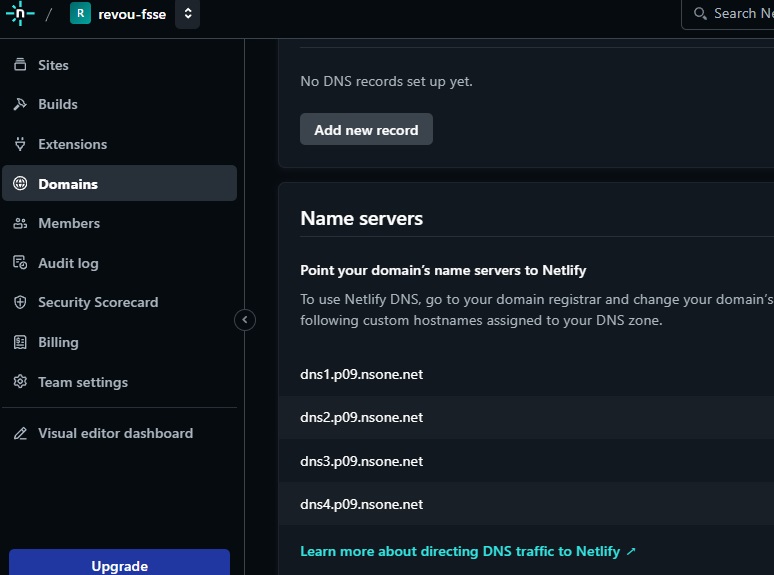 n / R revou-fsse
Search Ne
Sites
Builds
Extensions
Domains
Members
Audit log
Security Scorecard
Billing
Team settings
Visual editor dashboard
Upgrade
No DNS records set up yet.
Add new record
Name servers
Point your domain’s name servers to Netlify
To use Netlify DNS, go to your domain registrar and change your domain’s
following custom hostnames assigned to your DNS zone.
dns1.p09.nsone.net
dns2.p09.nsone.net
dns3.p09.nsone.net
dns4.p09.nsone.net
Learn more about directing DNS traffic to Netlify ↗